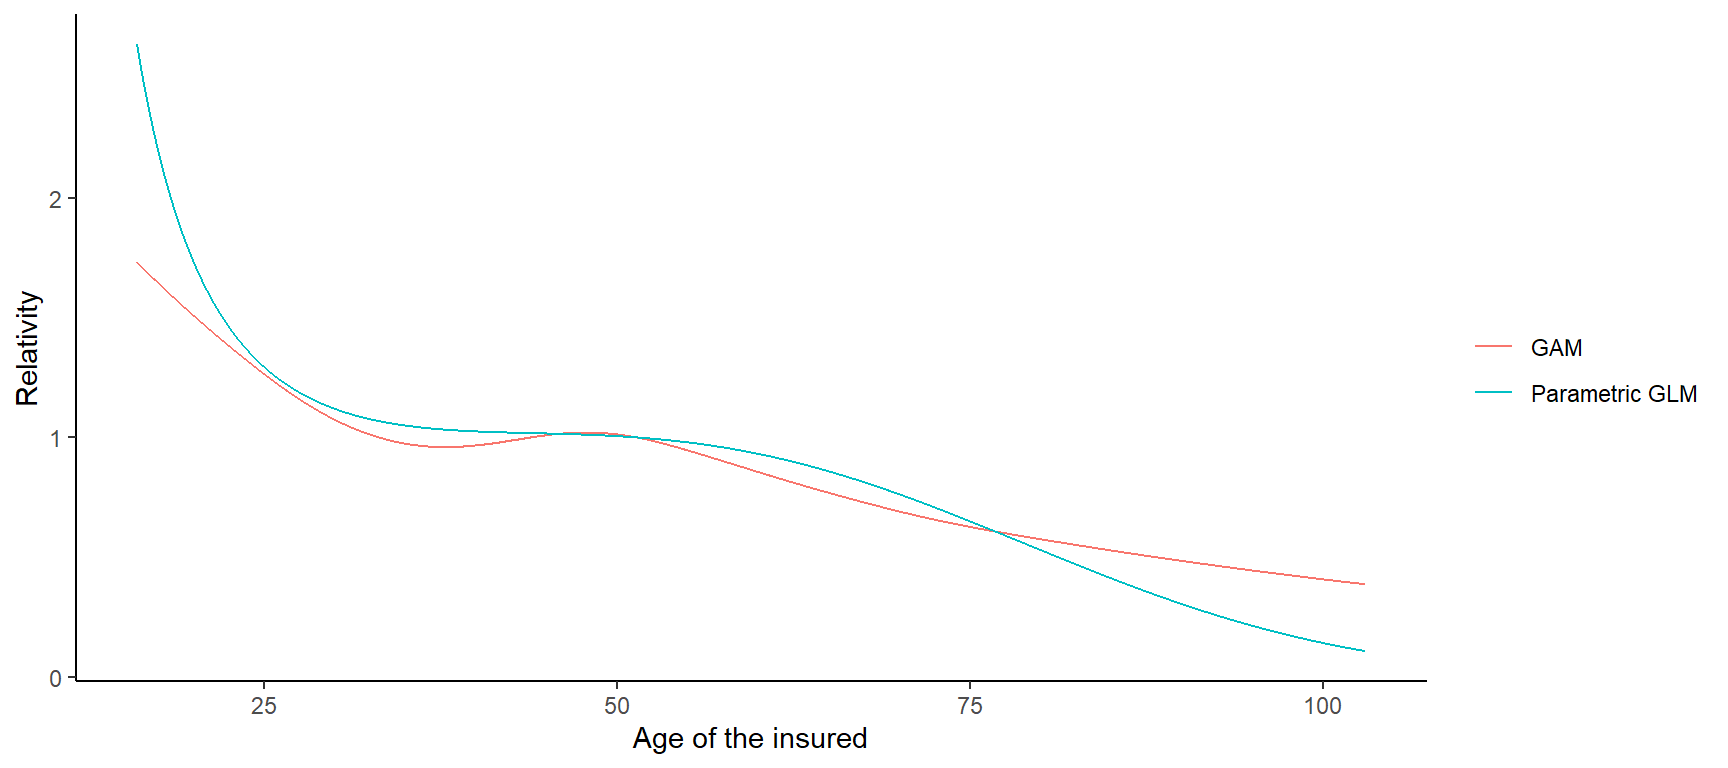 Relativity
2
1
0
25 50 75 100
Age of the insured
GAM
Parametric GLM